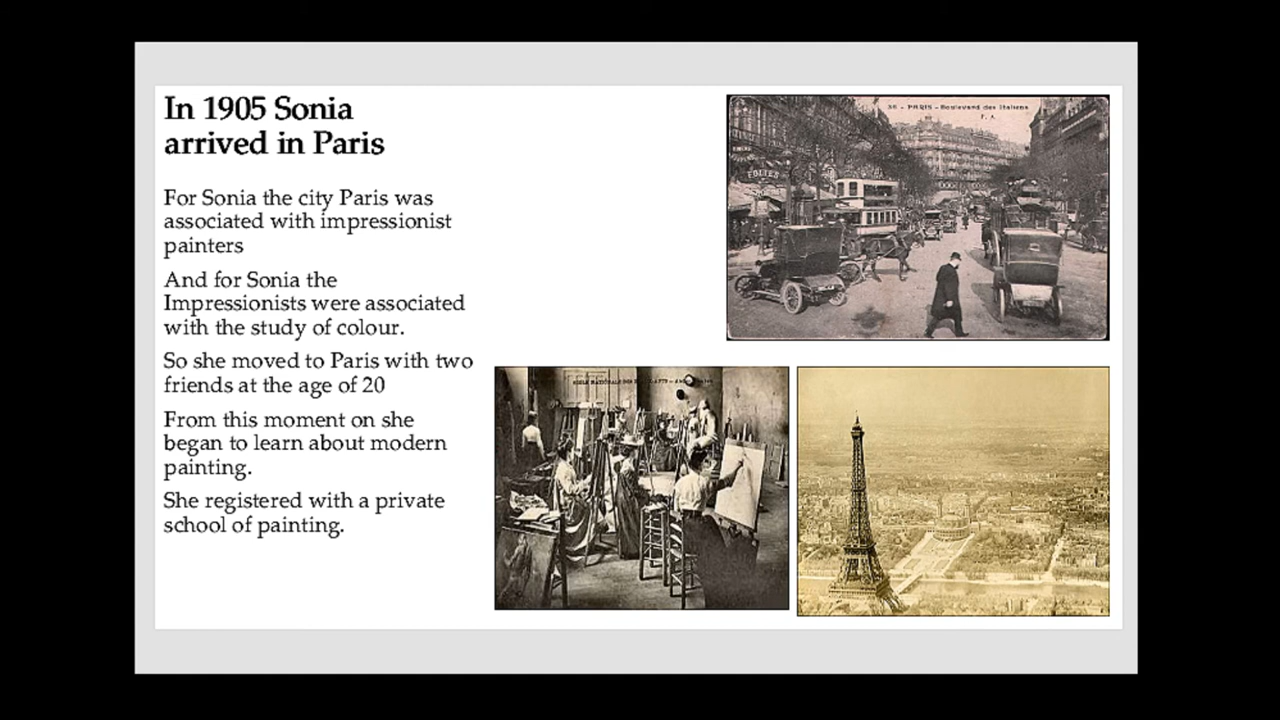 In 1905 Sonia
arrived in Paris
For Sonia the city Paris was
associated with impressionist
painters
And for Sonia the
Impressionists were associated
with the study of colour.
So she moved to Paris with two
friends at the age of 20
From this moment on she
began to learn about modern
painting.
She registered with a private
school of painting.
PARIS - Boulevard des Italiens
FOLIES